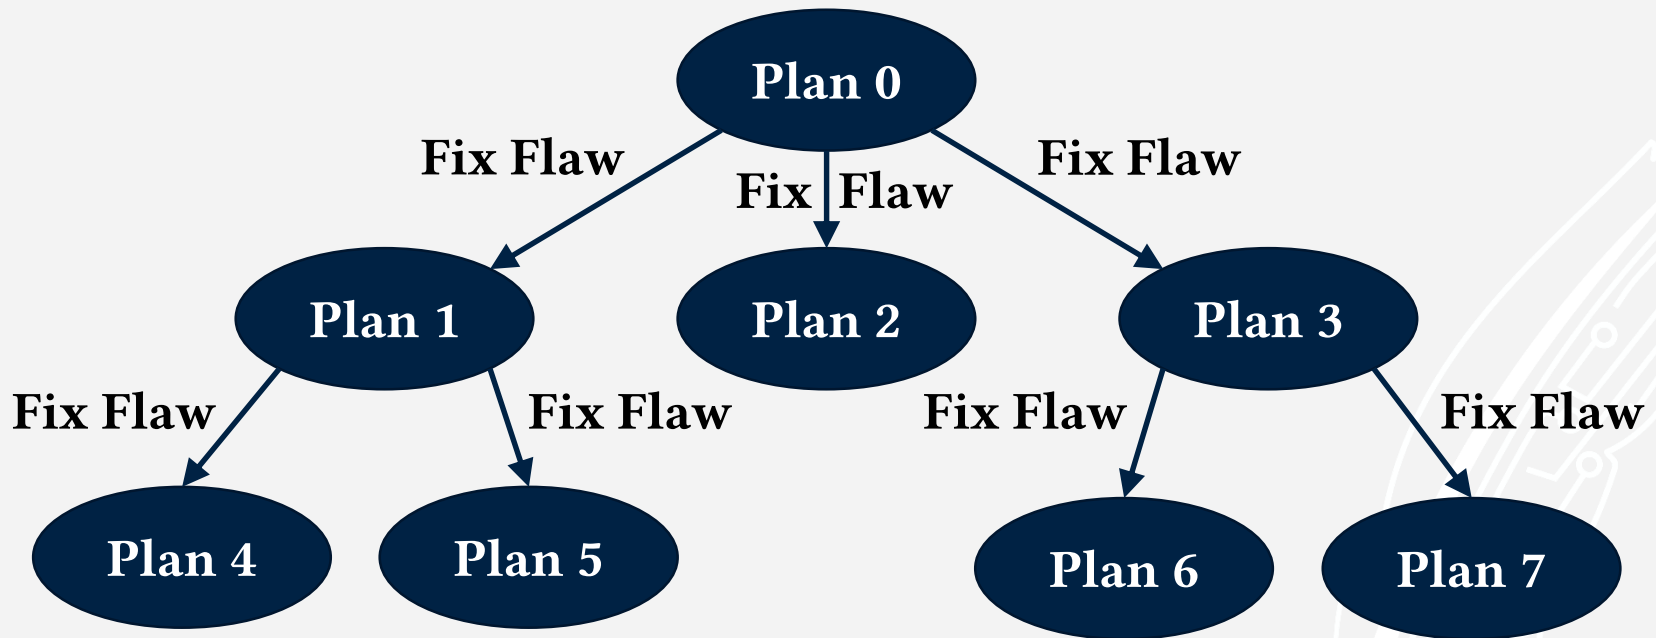 Plan 0
Fix Flaw
Fix Flaw
Fix Flaw
Plan 1
Plan 2
Plan 3
Fix Flaw
Fix Flaw
Fix Flaw
Fix Flaw
Plan 4
Plan 5
Plan 6
Plan 7